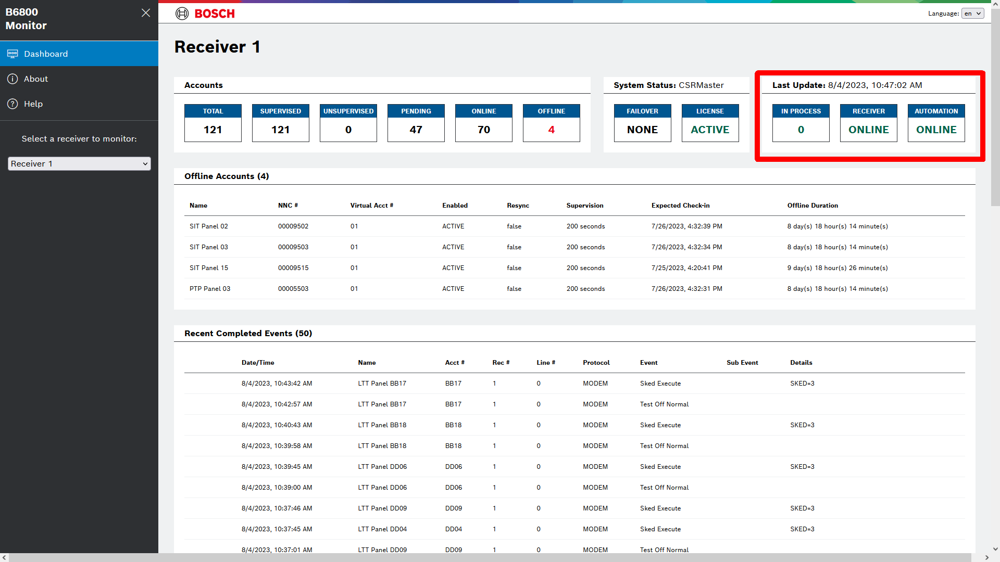 B6800
Monitor
Dashboard
About
Help
Select a receiver to monitor:
Receiver 1
BOSCH
Language: en
Receiver 1
Accounts
TOTAL SUPERVISED UNSUPERVISED PENDING ONLINE OFFLINE
121 121 0 47 70 4
System Status: CSRMaster
FAILOVER LICENSE
NONE ACTIVE
Last Update: 8/4/2023, 10:47:02 AM
IN PROCESS RECEIVER AUTOMATION
0 ONLINE ONLINE
Offline Accounts (4)
Name NNC # Virtual Acct # Enabled Resync Supervision Expected Check-in Offline Duration
SIT Panel 02 00009502 01 ACTIVE false 200 seconds 7/26/2023, 4:32:39 PM 8 day(s) 18 hour(s) 14 minute(s)
SIT Panel 03 00009503 01 ACTIVE false 200 seconds 7/26/2023, 4:32:34 PM 8 day(s) 18 hour(s) 14 minute(s)
SIT Panel 15 00009515 01 ACTIVE false 200 seconds 7/25/2023, 4:20:41 PM 9 day(s) 18 hour(s) 26 minute(s)
PTP Panel 03 00005503 01 ACTIVE false 200 seconds 7/26/2023, 4:32:31 PM 8 day(s) 18 hour(s) 14 minute(s)
Recent Completed Events (50)
Date/Time Name Acct # Rec # Line # Protocol Event Sub Event Details
8/4/2023, 10:43:42 AM LTT Panel BB17 BB17 1 0 MODEM Sked Execute SKED=3
8/4/2023, 10:42:57 AM LTT Panel BB17 BB17 1 0 MODEM Test Off Normal
8/4/2023, 10:40:43 AM LTT Panel BB18 BB18 1 0 MODEM Sked Execute SKED=3
8/4/2023, 10:39:58 AM LTT Panel BB18 BB18 1 0 MODEM Test Off Normal
8/4/2023, 10:39:45 AM LTT Panel DD06 DD06 1 0 MODEM Sked Execute SKED=3
8/4/2023, 10:39:00 AM LTT Panel DD06 DD06 1 0 MODEM Test Off Normal
8/4/2023, 10:37:46 AM LTT Panel DD09 DD09 1 0 MODEM Sked Execute SKED=3
8/4/2023, 10:37:45 AM LTT Panel DD04 DD04 1 0 MODEM Sked Execute SKED=3
8/4/2023, 10:37:01 AM LTT Panel DD09 DD09 1 0 MODEM Test Off Normal